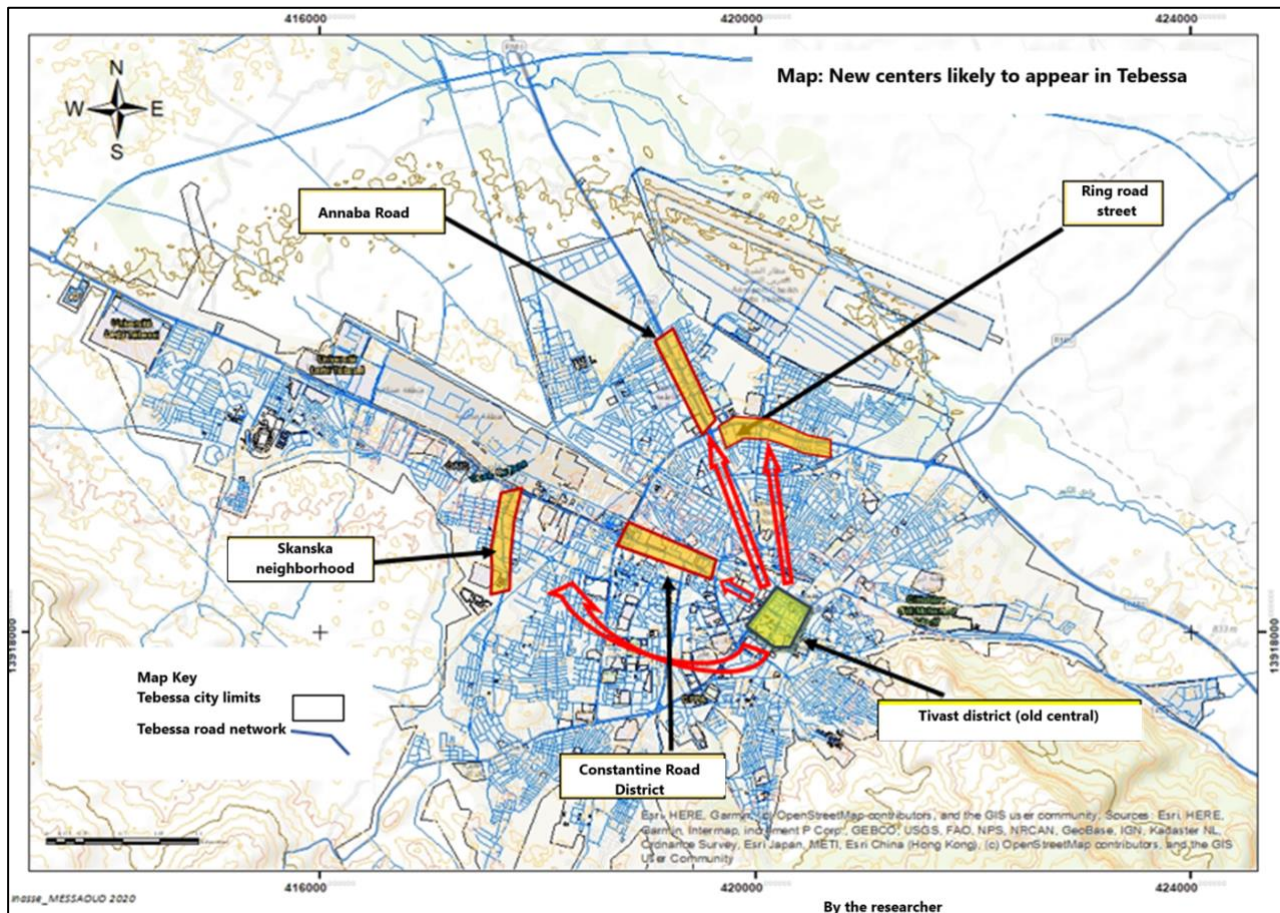 416000
420000
424000
Map: New centers likely to appear in Tebessa
N
W E
S
Annaba Road
Ring road
street
Skanska
neighborhood
13918000
13918000
Map Key
Tebessa city limits
Tebessa road network
Tivast district (old central)
Constantine Road
District
Esri, HERE, Garmin, (c) OpenStreetMap contributors, and the GIS user community, Sources: Esri, HERE,
Garmin, Intermap, increment P Corp., GEBCO, USGS, FAO, NPS, NRCAN, GeoBase, IGN, Kadaster NL,
Ordnance Survey, Esri Japan, METI, Esri China (Hong Kong), (c) OpenStreetMap contributors, and the GIS
User Community
416000
420000
424000
inasse_MESSAOUD 2020
By the researcher